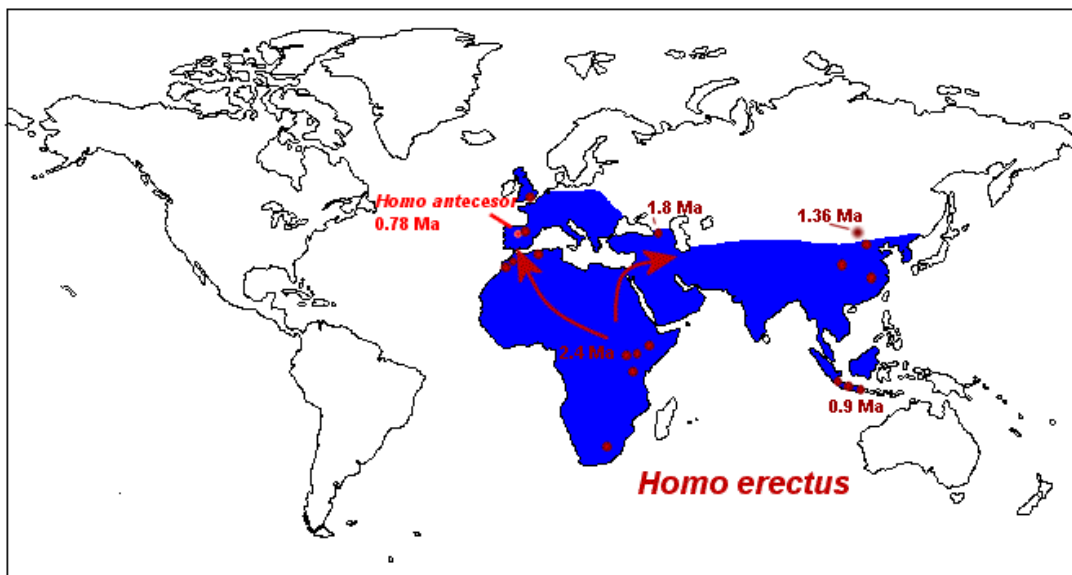 Homo antecesor
0.78 Ma
1.8 Ma
1.36 Ma
2.4 Ma
0.9 Ma
Homo erectus